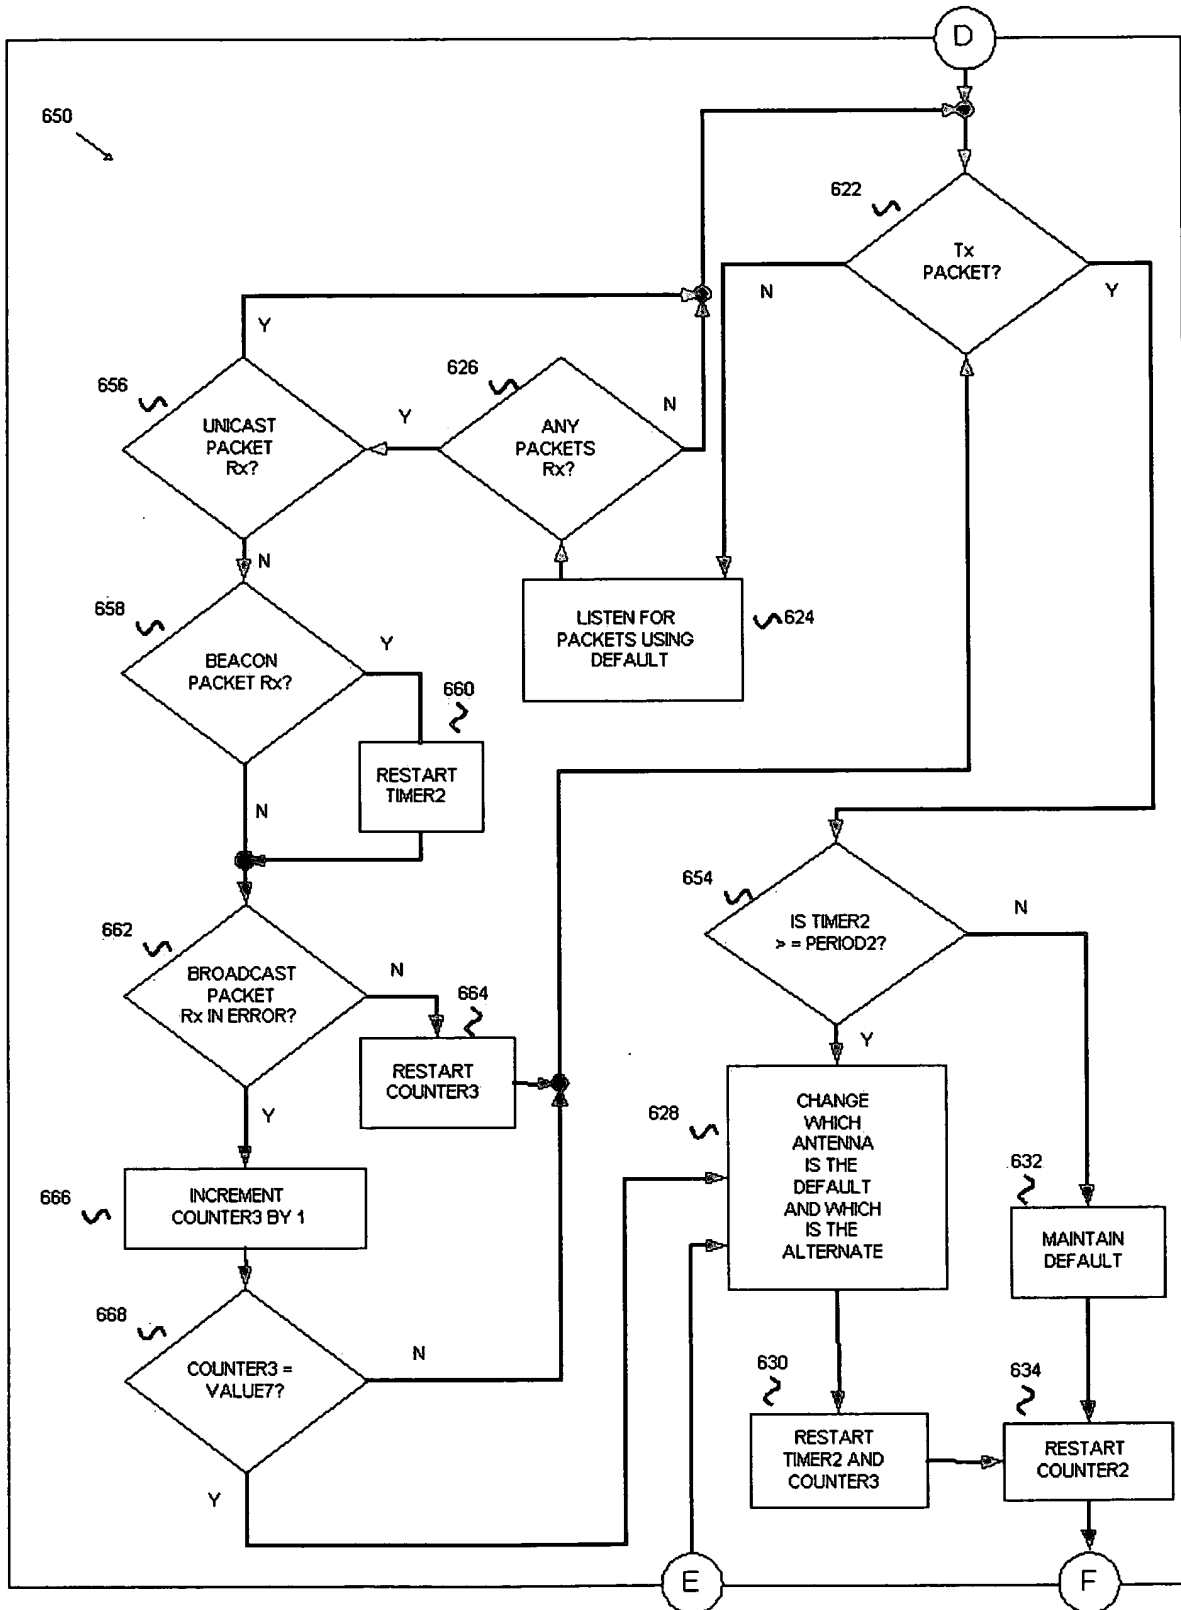 D
650
622
Tx
PACKET?
N
Y
Y
656
626
UNICAST
PACKET
Rx?
Y
ANY
PACKETS
Rx?
N
N
658
BEACON
PACKET Rx?
Y
LISTEN FOR
PACKETS USING
DEFAULT
624
660
RESTART
TIMER2
N
654
IS TIMER2
> = PERIOD2?
N
Y
662
BROADCAST
PACKET
Rx IN ERROR?
N
664
RESTART
COUNTER3
Y
628
CHANGE
WHICH
ANTENNA
IS THE
DEFAULT
AND WHICH
IS THE
ALTERNATE
666
INCREMENT
COUNTER3 BY 1
632
MAINTAIN
DEFAULT
668
COUNTER3 =
VALUE7?
N
Y
630
RESTART
TIMER2 AND
COUNTER3
634
RESTART
COUNTER2
E
F